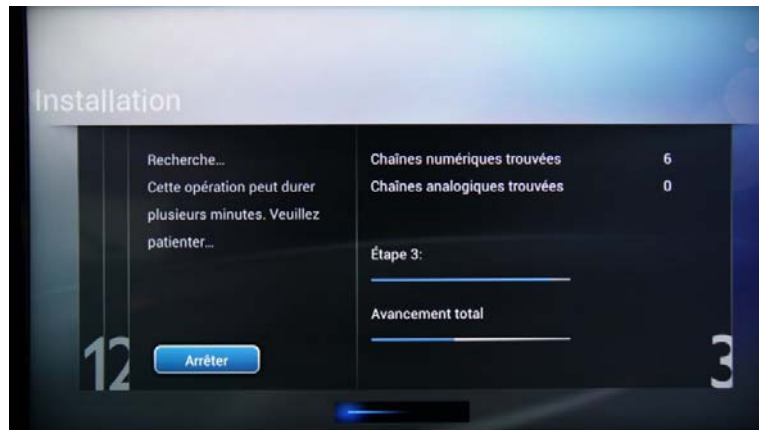 Installation
Recherche...
Cette opération peut durer
plusieurs minutes. Veuillez
patienter...
Arrêter
Chaînes numériques trouvées 6
Chaînes analogiques trouvées 0
Étape 3:
Avancement total
12
3